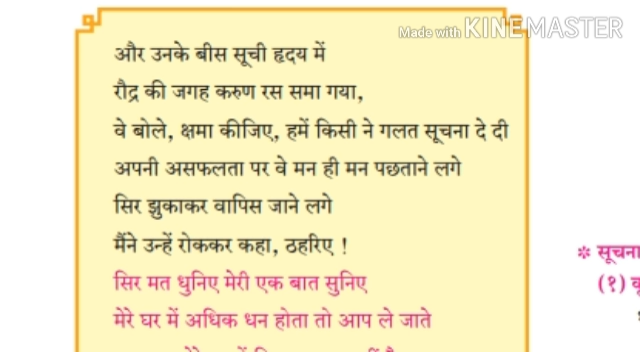 Made with KINEMASTER
और उनके बीस सूची हृदय में
रौद्र की जगह करुण रस समा गया,
वे बोले, क्षमा कीजिए, हमें किसी ने गलत सूचना दे दी
अपनी असफलता पर वे मन ही मन पछताने लगे
सिर झुकाकर वापिस जाने लगे
मैंने उन्हें रोककर कहा, ठहरिए !
सिर मत धुनिए मेरी एक बात सुनिए
मेरे घर में अधिक धन होता तो आप ले जाते
* सूचना
(१)